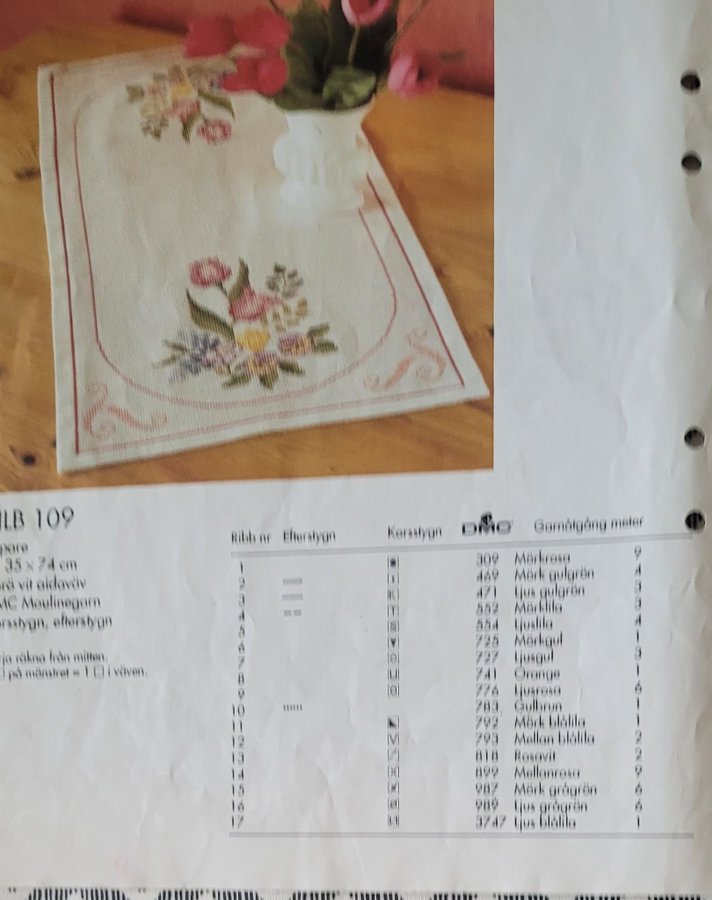 LB 109
pare
35 × 74 cm
vit aidaväv
MC Moulinegarn
rsstygn, efterstygn
räkna från mitten.
på mönstret = 1 □ i väven.
Ribb nr Efterstygn Korsstygn DMC Garnåtgång meter
1 309 Mörkrosa 9
2 469 Mörk gulgrön 4
3 471 Ljus gulgrön 3
4 552 Mörklila 3
5 554 Ljuslila 4
6 725 Mörkgul 1
7 727 Ljusgul 3
8 741 Orange 1
9 776 Ljusrosa 6
10 783 Gulbrun 1
11 792 Mörk blålila 1
12 793 Mellan blålila 2
13 818 Rosavit 2
14 899 Mellanrosa 9
15 987 Mörk grågrön 6
16 989 Ljus grågrön 6
17 3747 Ljus blålila 1